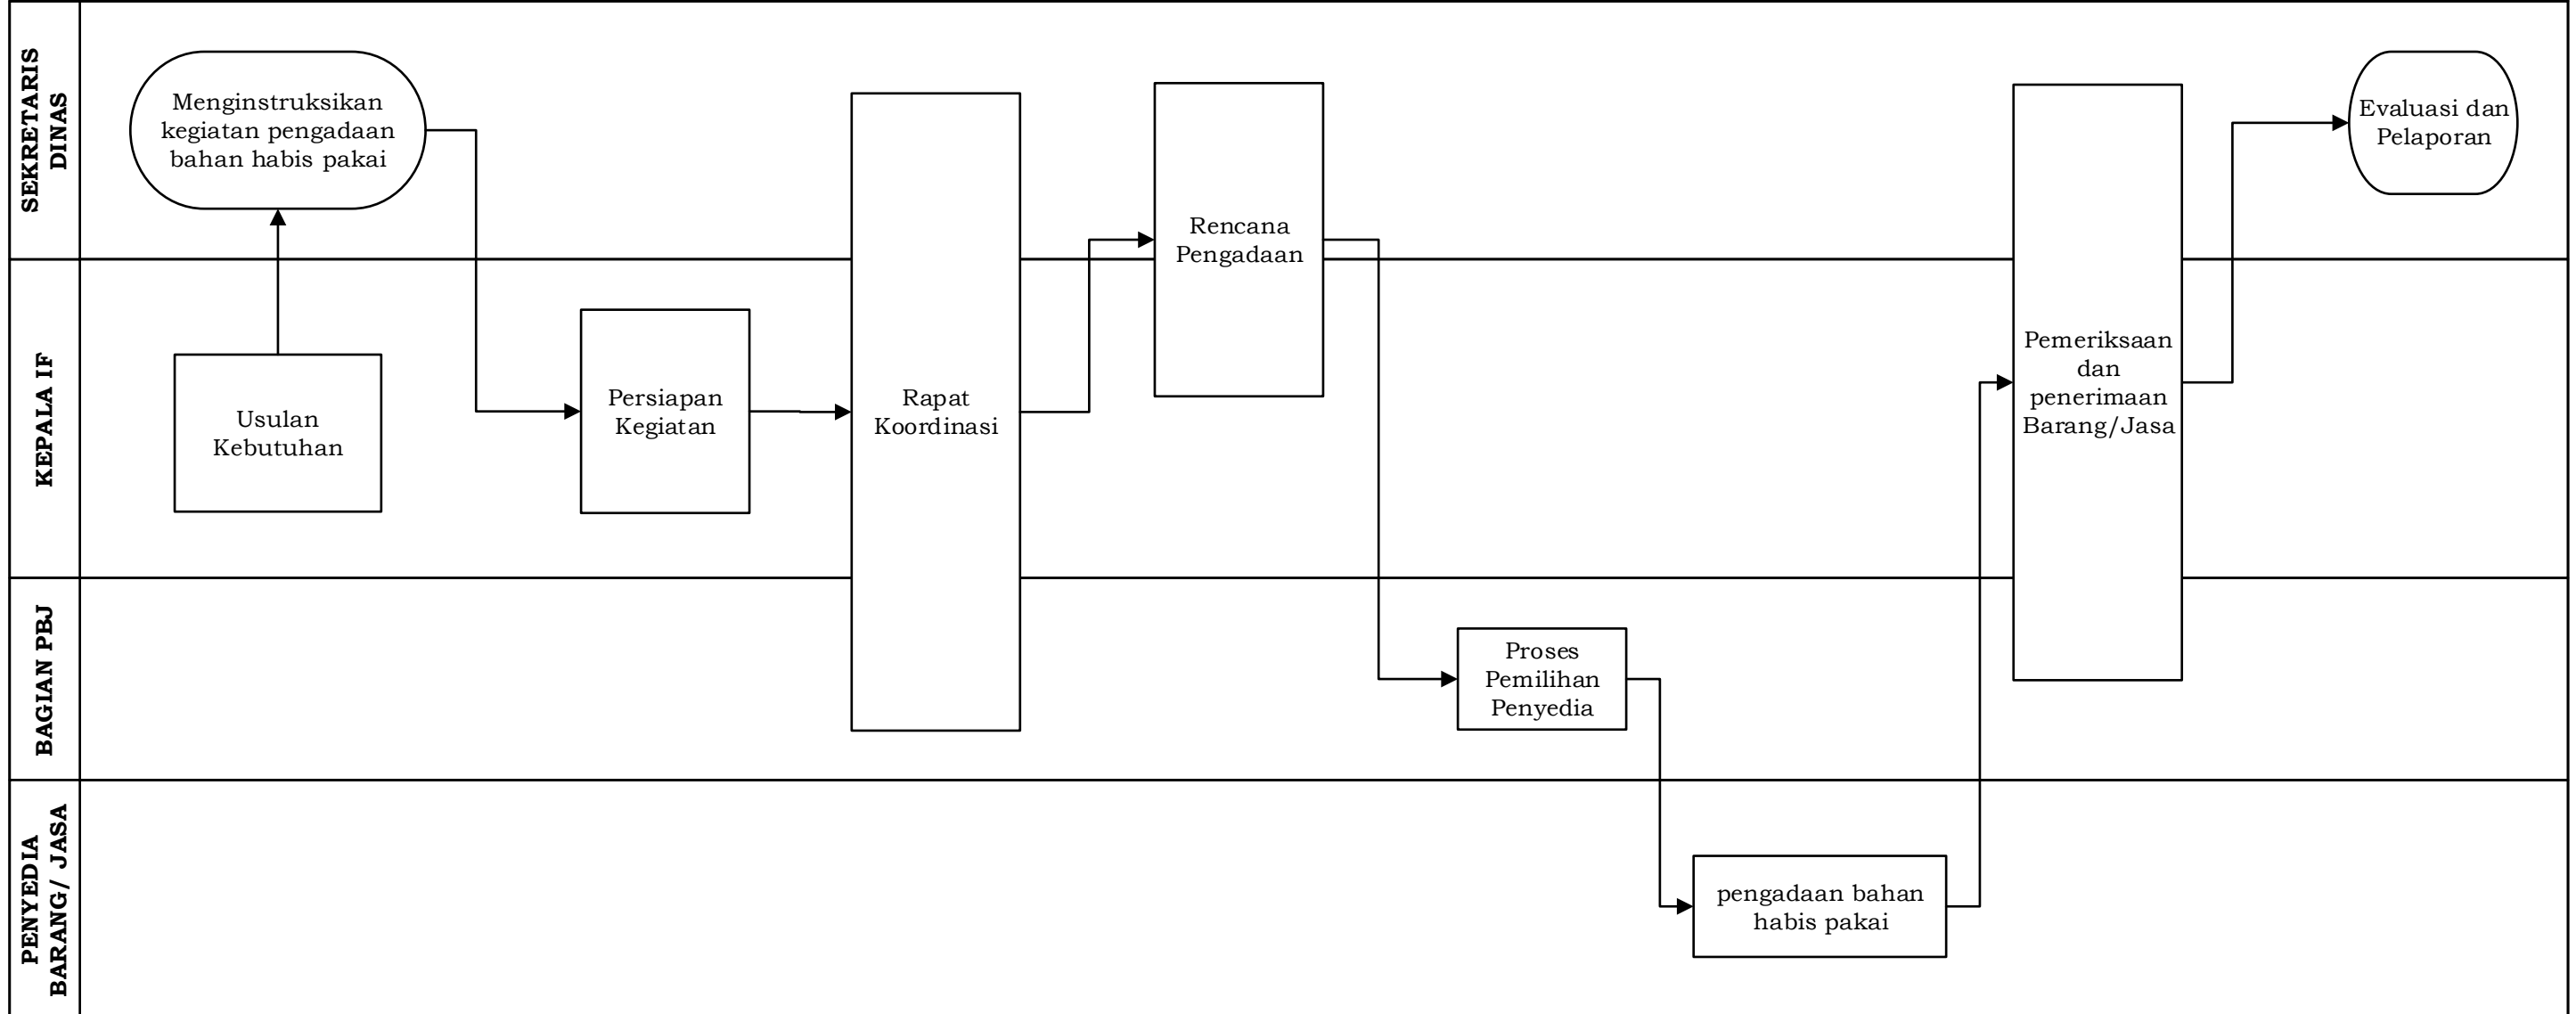 SEKRETARIS
DINAS
Menginstruksikan
kegiatan pengadaan
bahan habis pakai
Rencana
Pengadaan
Evaluasi dan
Pelaporan
KEPALA IF
Usulan
Kebutuhan
Persiapan
Kegiatan
Rapat
Koordinasi
Pemeriksaan
dan
penerimaan
Barang/Jasa
BAGIAN PBJ
Proses
Pemilihan
Penyedia
PENYEDIA
BARANG/ JASA
pengadaan bahan
habis pakai